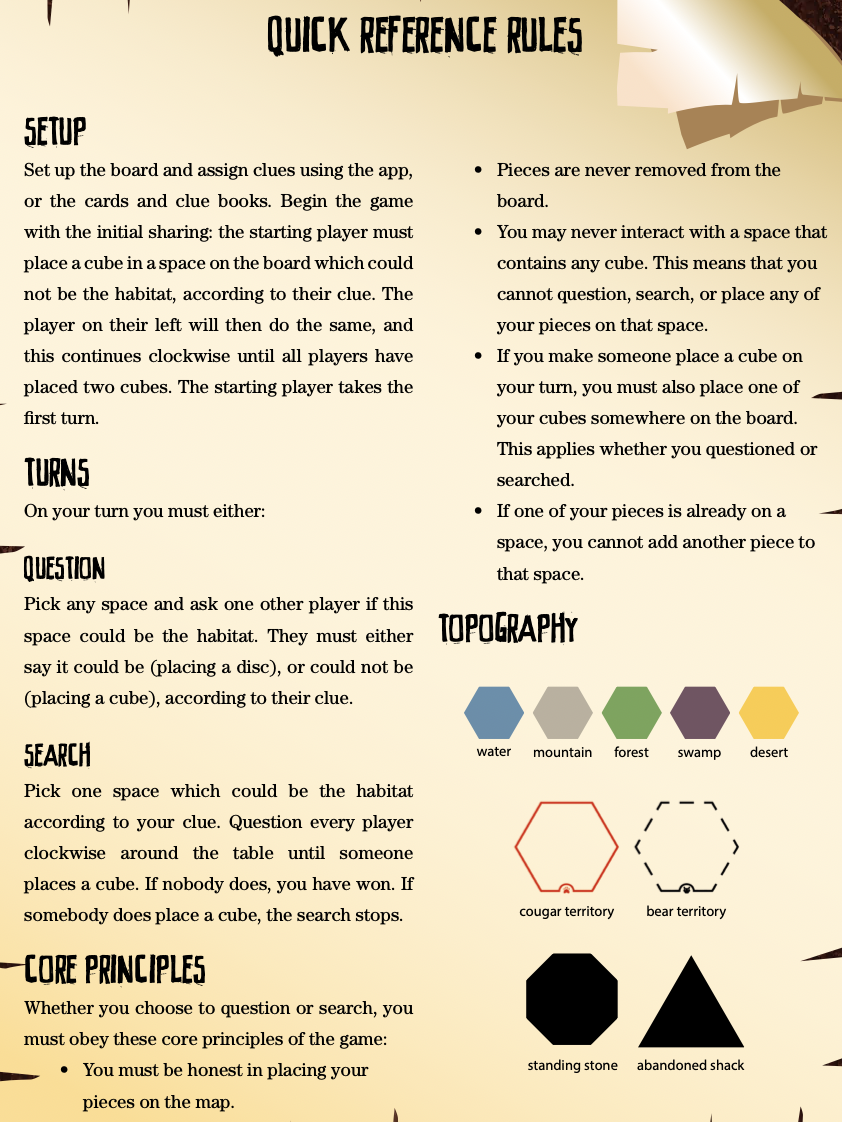 QUICK REFERENCE RULES
SETUP
Set up the board and assign clues using the app,
or the cards and clue books. Begin the game
with the initial sharing: the starting player must
place a cube in a space on the board which could
not be the habitat, according to their clue. The
player on their left will then do the same, and
this continues clockwise until all players have
placed two cubes. The starting player takes the
first turn.
TURNS
On your turn you must either:
QUESTION
Pick any space and ask one other player if this
space could be the habitat. They must either
say it could be (placing a disc), or could not be
(placing a cube), according to their clue.
SEARCH
Pick one space which could be the habitat
according to your clue. Question every player
clockwise around the table until someone
places a cube. If nobody does, you have won. If
somebody does place a cube, the search stops.
CORE PRINCIPLES
Whether you choose to question or search, you
must obey these core principles of the game:
• You must be honest in placing your
pieces on the map.
• Pieces are never removed from the
board.
• You may never interact with a space that
contains any cube. This means that you
cannot question, search, or place any of
your pieces on that space.
• If you make someone place a cube on
your turn, you must also place one of
your cubes somewhere on the board.
This applies whether you questioned or
searched.
• If one of your pieces is already on a
space, you cannot add another piece to
that space.
TOPOGRAPHY
water mountain forest swamp desert
cougar territory bear territory
standing stone abandoned shack